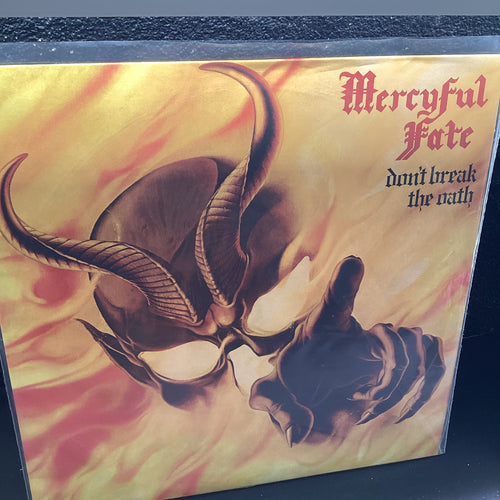 Mercyful
Fate
don't break
the oath